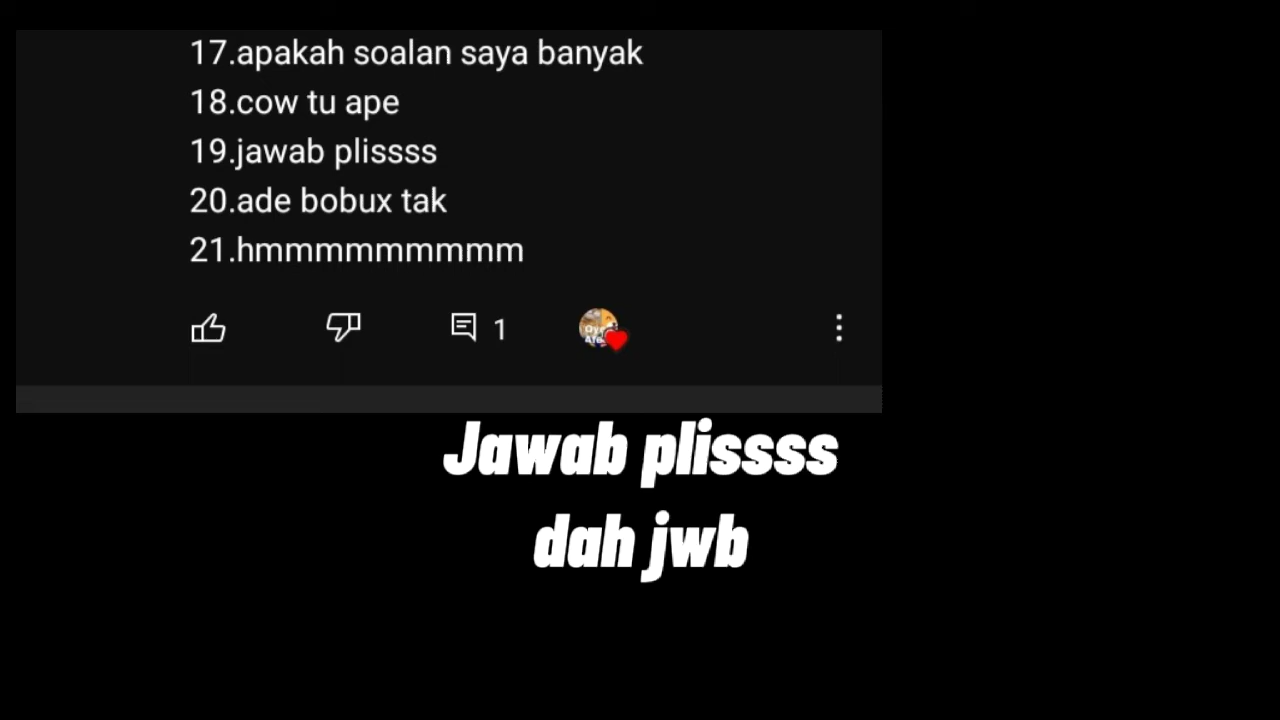 17.apakah soalan saya banyak
18.cow tu ape
19.jawab plissss
20.ade bobux tak
21.hmmmmmmmmmm
1
Jawab plissss
dah jwb